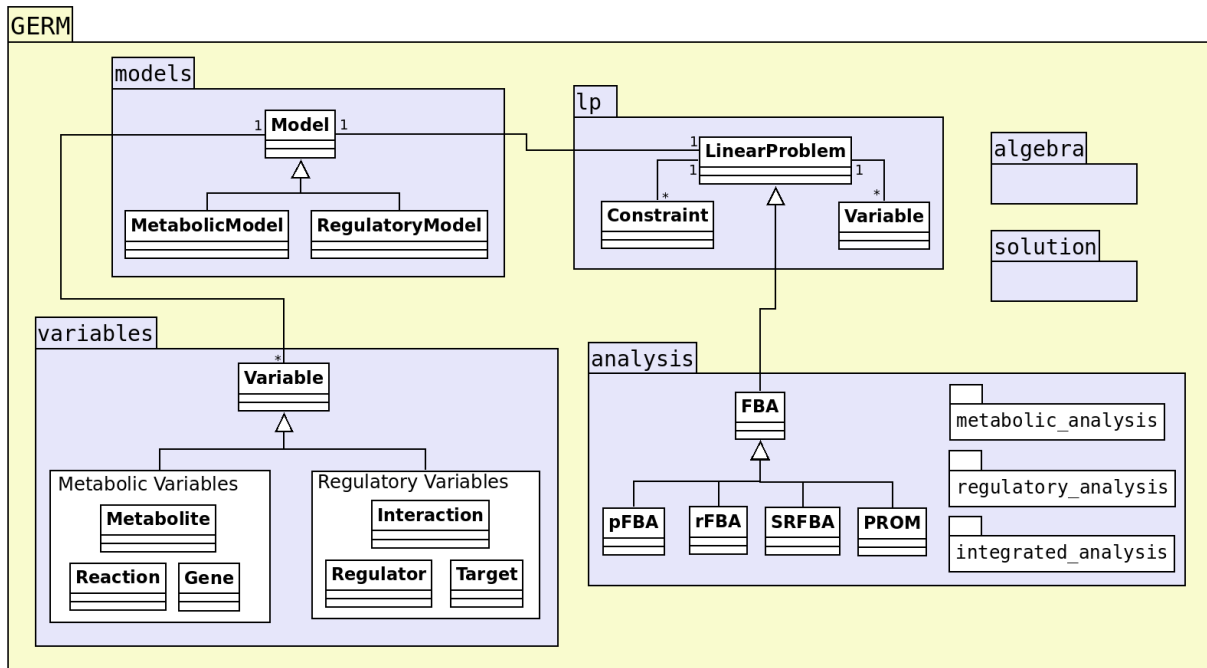 GERM
models
1 Model 1
MetabolicModel
RegulatoryModel
lp
1 LinearProblem
1
1
*
*
Constraint
Variable
algebra
solution
variables
*
Variable
Metabolic Variables
Metabolite
Reaction
Gene
Regulatory Variables
Interaction
Regulator
Target
analysis
FBA
pFBA
rFBA
SRFBA
PROM
metabolic_analysis
regulatory_analysis
integrated_analysis